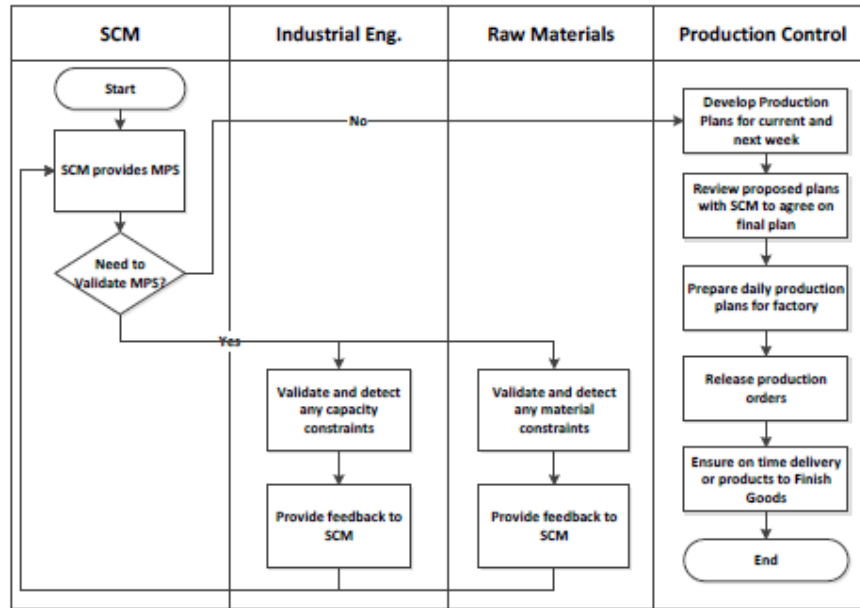 SCM
Industrial Eng.
Raw Materials
Production Control
Start
SCM provides MPS
Need to
Validate MPS?
No
Yes
Validate and detect
any capacity
constraints
Provide feedback to
SCM
Validate and detect
any material
constraints
Provide feedback to
SCM
Develop Production
Plans for current and
next week
Review proposed plans
with SCM to agree on
final plan
Prepare daily production
plans for factory
Release production
orders
Ensure on time delivery
or products to Finish
Goods
End